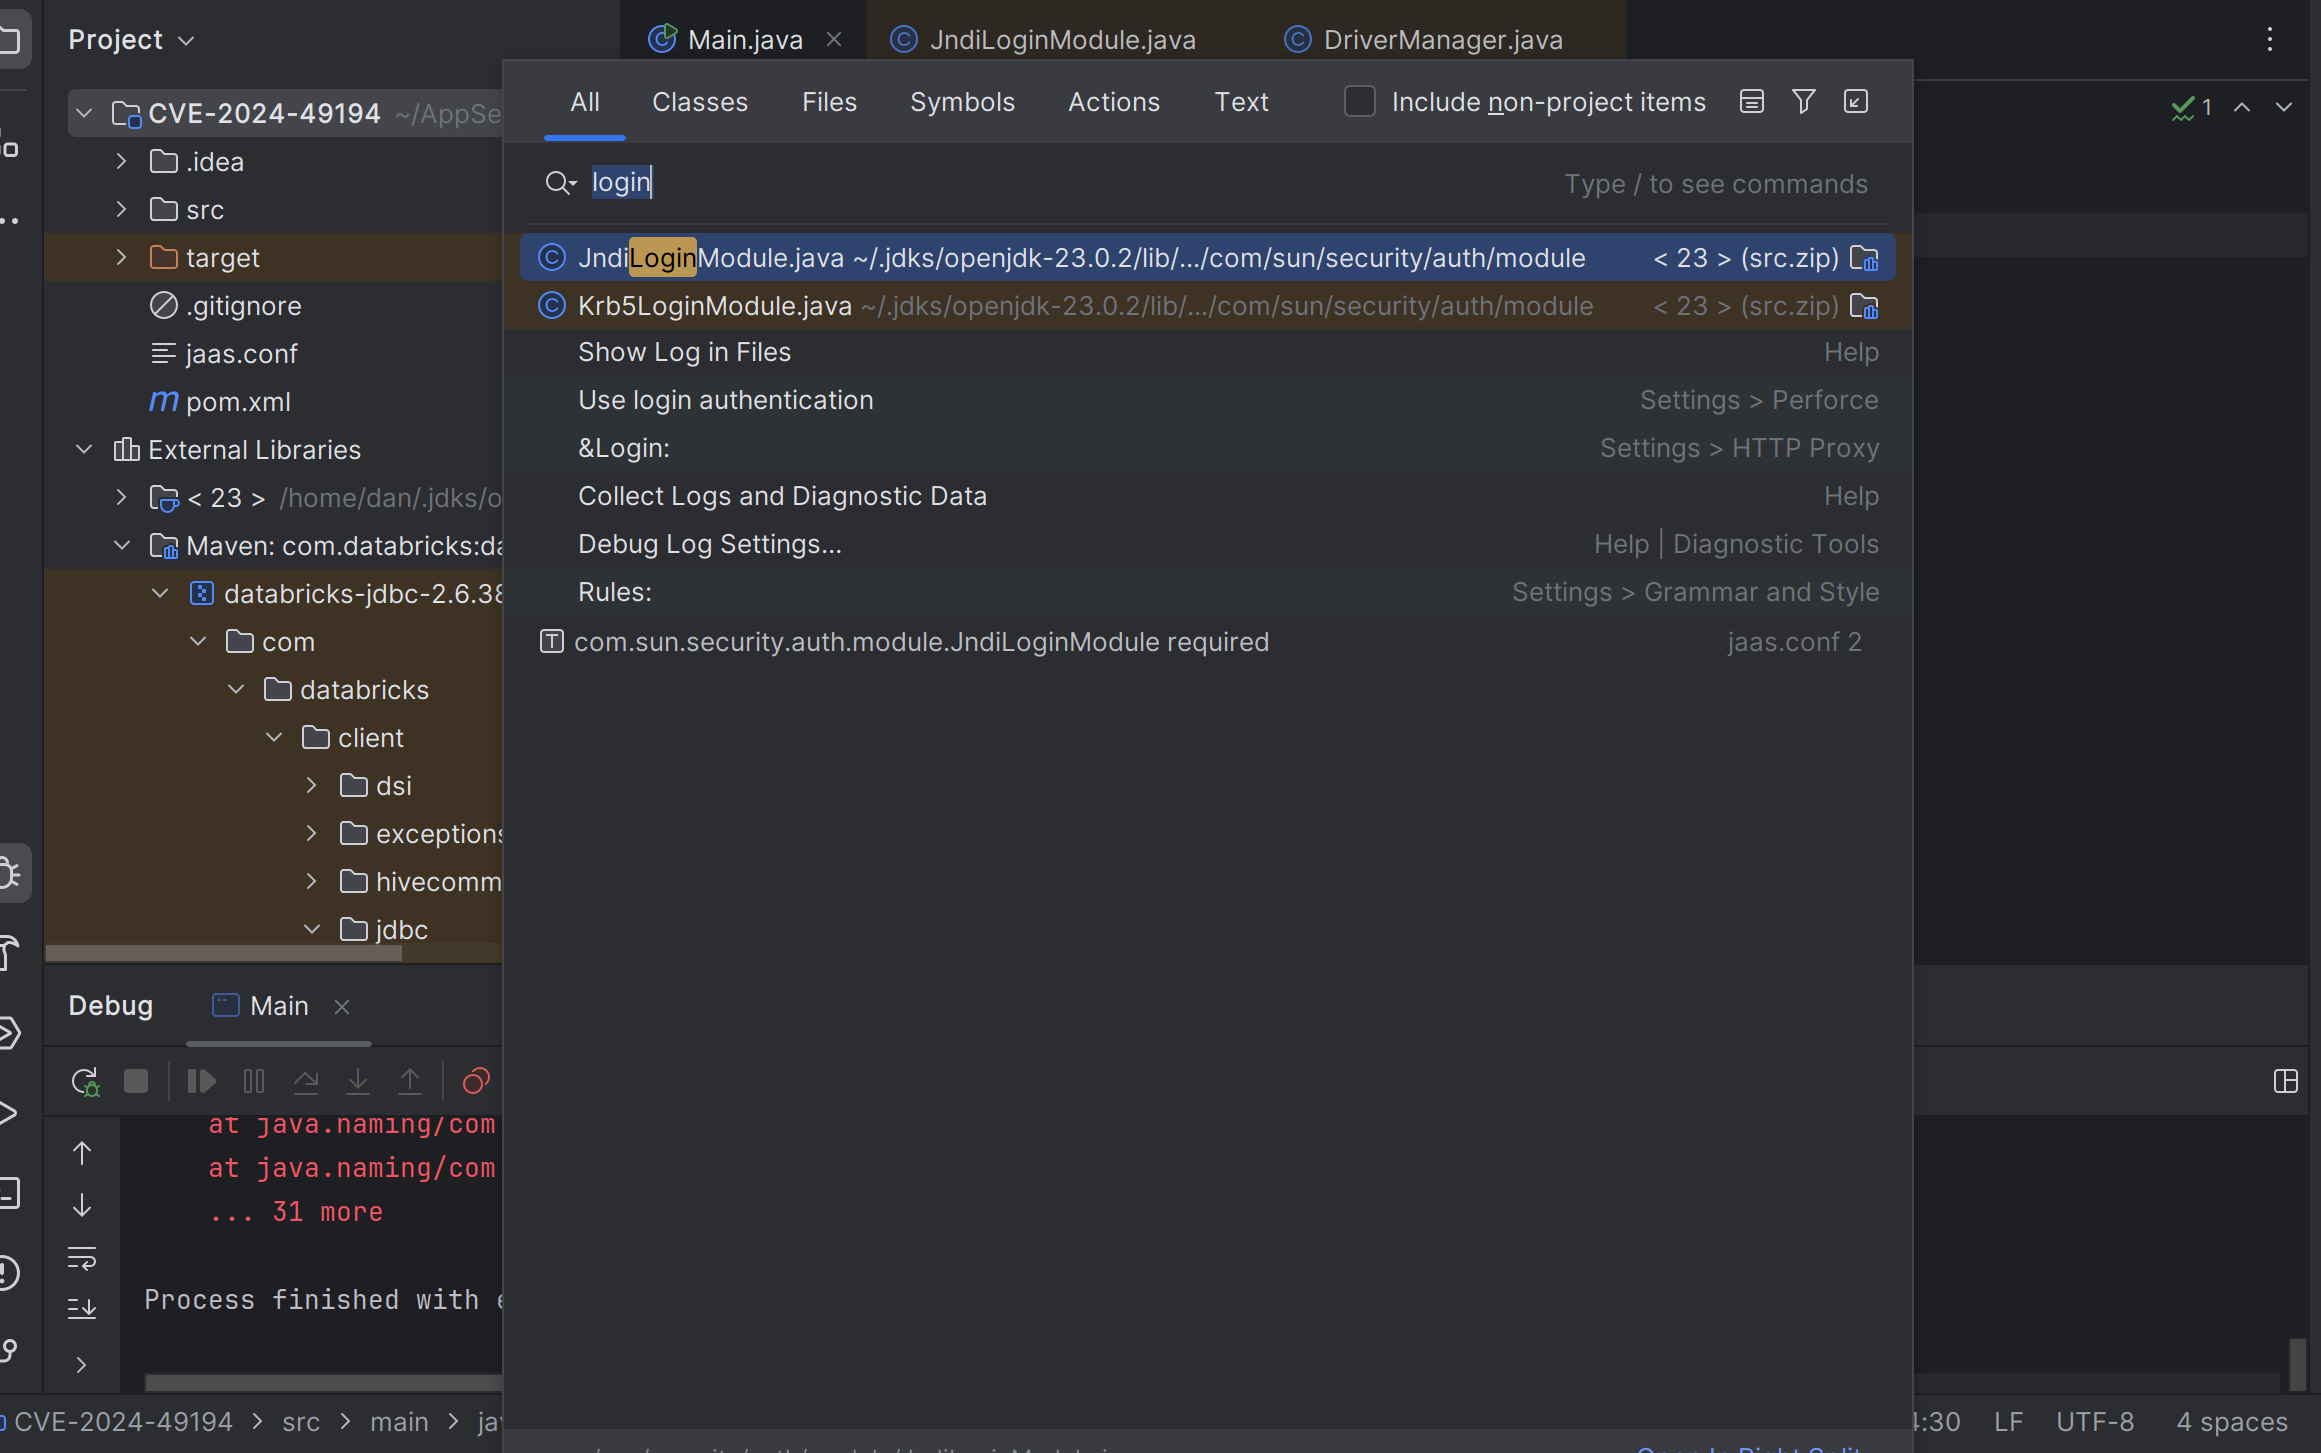 Project
Main.java
JndiLoginModule.java
DriverManager.java
CVE-2024-49194 ~/AppSe
.idea
src
target
.gitignore
jaas.conf
pom.xml
External Libraries
< 23 > /home/dan/.jdks/o
Maven: com.databricks:da
databricks-jdbc-2.6.38
com
databricks
client
dsi
exceptions
hivecomm
jdbc
All Classes Files Symbols Actions Text Include non-project items
1
login
Type / to see commands
JndiLoginModule.java ~/.jdks/openjdk-23.0.2/lib/.../com/sun/security/auth/module < 23 > (src.zip)
Krb5LoginModule.java ~/.jdks/openjdk-23.0.2/lib/.../com/sun/security/auth/module < 23 > (src.zip)
Show Log in Files Help
Use login authentication Settings > Perforce
&Login: Settings > HTTP Proxy
Collect Logs and Diagnostic Data Help
Debug Log Settings... Help | Diagnostic Tools
Rules: Settings > Grammar and Style
com.sun.security.auth.module.JndiLoginModule required jaas.conf 2
Debug Main
at java.naming/com
at java.naming/com
... 31 more
Process finished with
CVE-2024-49194 > src > main >
:30 LF UTF-8 4 spaces